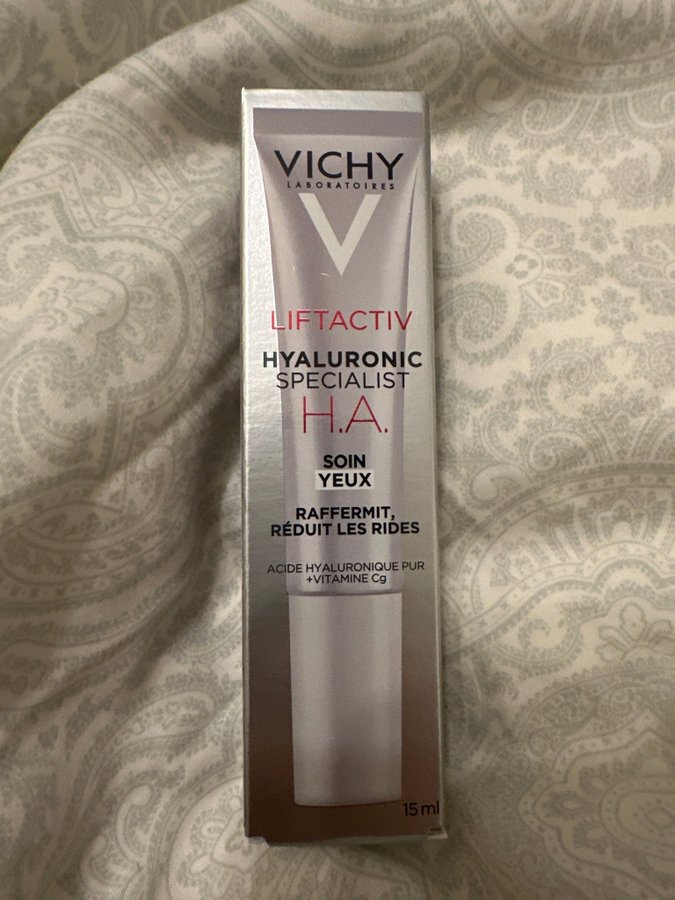 VICHY
LABORATOIRES
LIFTACTIV
HYALURONIC
SPECIALIST
H.A.
SOIN
YEUX
RAFFERMIT,
RÉDUIT LES RIDES
ACIDE HYALURONIQUE PUR
+VITAMINE Cg
15 ml